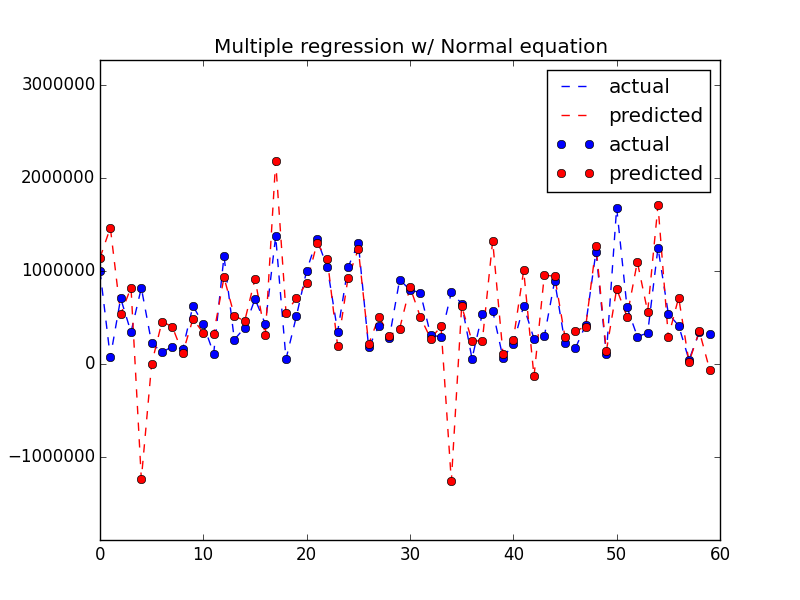 Multiple regression w/ Normal equation
3000000
2000000
1000000
0
−1000000
0 10 20 30 40 50 60
actual
predicted
actual
predicted